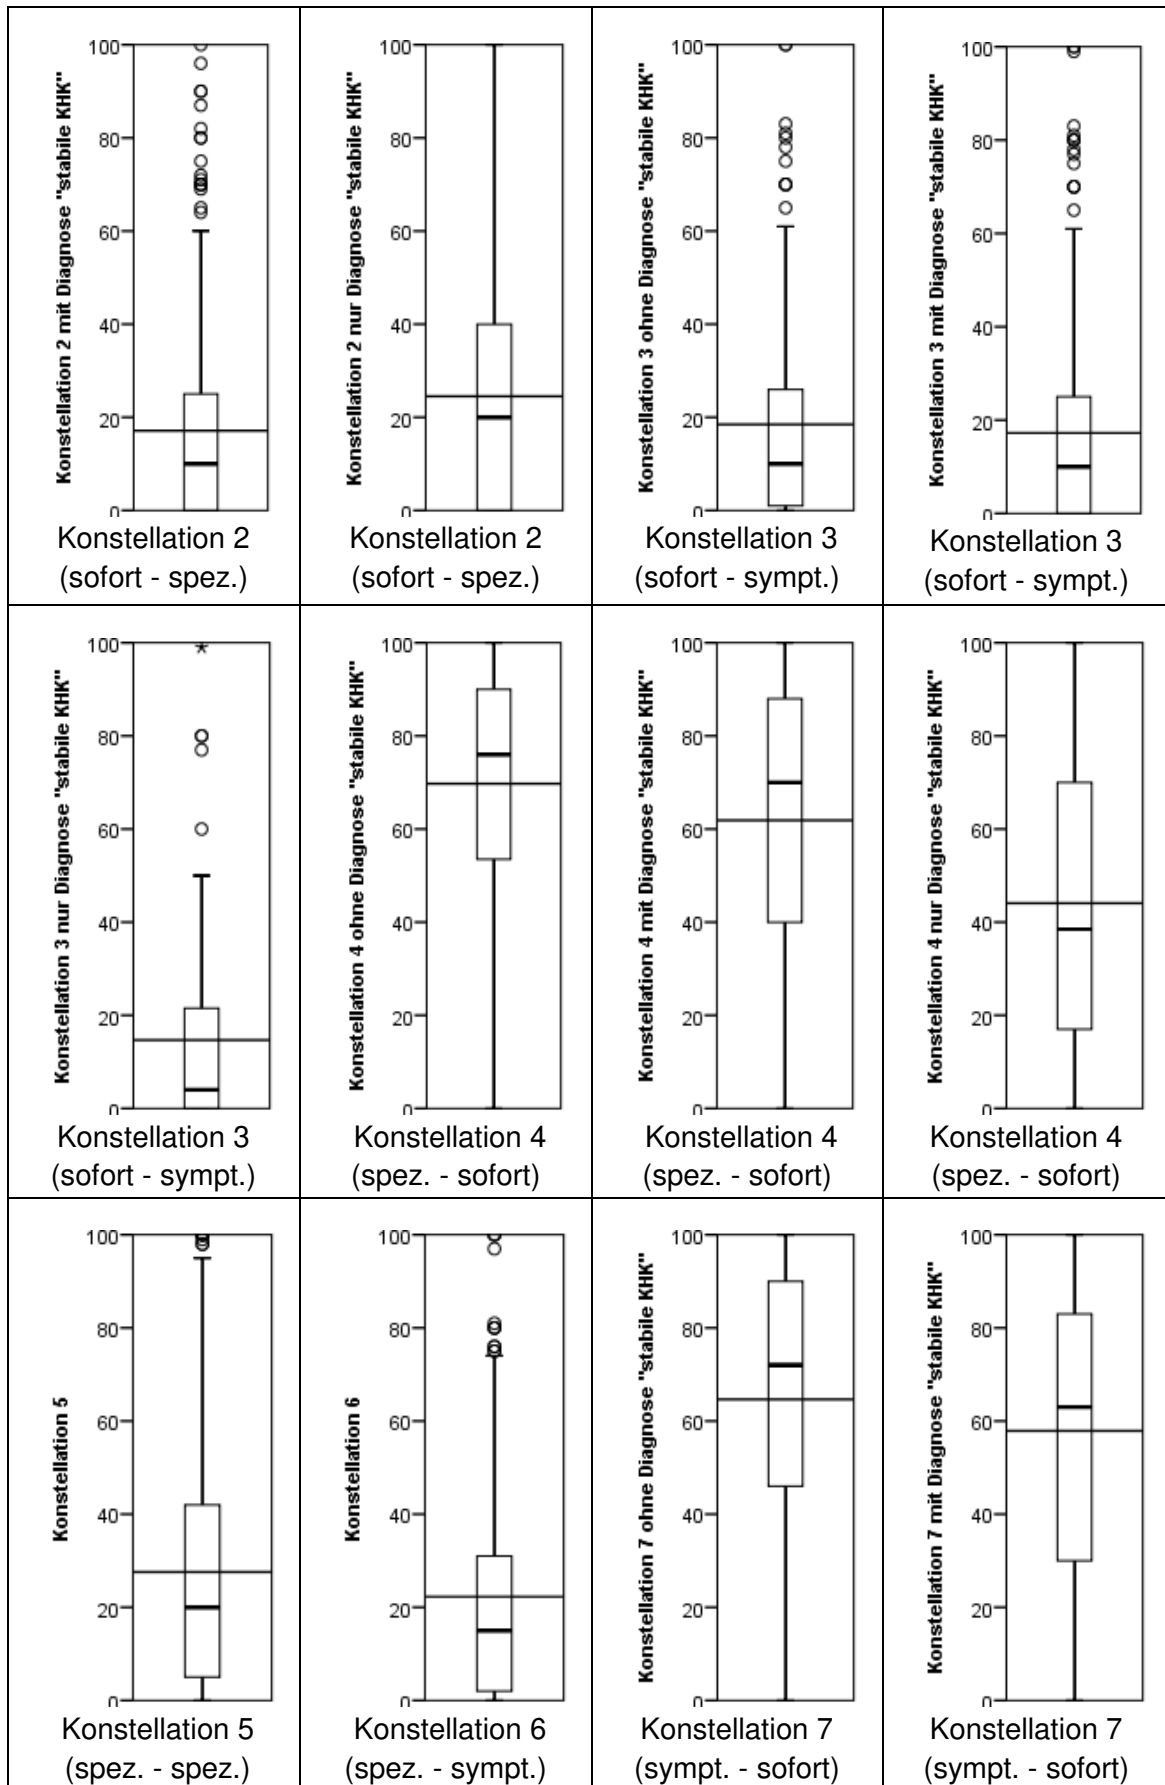 Konstellation 2 mit Diagnose "stabile KHK"
100
80
60
40
20
0
Konstellation 2
(sofort - spez.)
Konstellation 2 nur Diagnose "stabile KHK"
100
80
60
40
20
0
Konstellation 2
(sofort - spez.)
Konstellation 3 ohne Diagnose "stabile KHK"
100
80
60
40
20
0
Konstellation 3
(sofort - sympt.)
Konstellation 3 mit Diagnose "stabile KHK"
100
80
60
40
20
0
Konstellation 3
(sofort - sympt.)
Konstellation 3 nur Diagnose "stabile KHK"
100
80
60
40
20
0
Konstellation 3
(sofort - sympt.)
Konstellation 4 ohne Diagnose "stabile KHK"
100
80
60
40
20
0
Konstellation 4
(spez. - sofort)
Konstellation 4 mit Diagnose "stabile KHK"
100
80
60
40
20
0
Konstellation 4
(spez. - sofort)
Konstellation 4 nur Diagnose "stabile KHK"
100
80
60
40
20
0
Konstellation 4
(spez. - sofort)
Konstellation 5
100
80
60
40
20
0
Konstellation 5
(spez. - spez.)
Konstellation 6
100
80
60
40
20
0
Konstellation 6
(spez. - sympt.)
Konstellation 7 ohne Diagnose "stabile KHK"
100
80
60
40
20
0
Konstellation 7
(sympt. - sofort)
Konstellation 7 mit Diagnose "stabile KHK"
100
80
60
40
20
0
Konstellation 7
(sympt. - sofort)